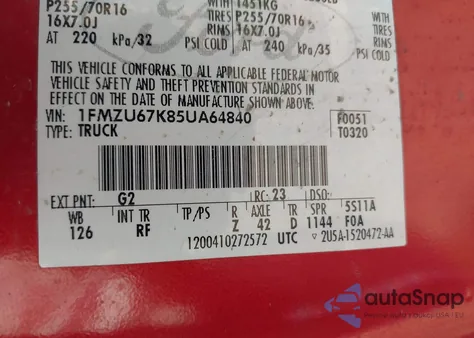 P255/70R16 TIRES P255/70R16
1451KG
16X7.0J RIMS 16X7.0J
AT 220 kPa/32 PSI COLD AT 240 kPa/35 PSI COLD
Ford
THIS VEHICLE CONFORMS TO ALL APPLICABLE FEDERAL MOTOR
VEHICLE SAFETY AND THEFT PREVENTION STANDARDS IN
EFFECT ON THE DATE OF MANUFACTURE SHOWN ABOVE.
VIN: 1FMZU67K85UA64840 F0051
TYPE: TRUCK T0320
EXT PNT: G2 RC: 23 DSO:
WB INT TR TP/PS R AXLE TR SPR 5S11A
126 RF Z 42 D 1144 F0A
1200410272572 UTC 2U5A-1520472-AA
autoSnap